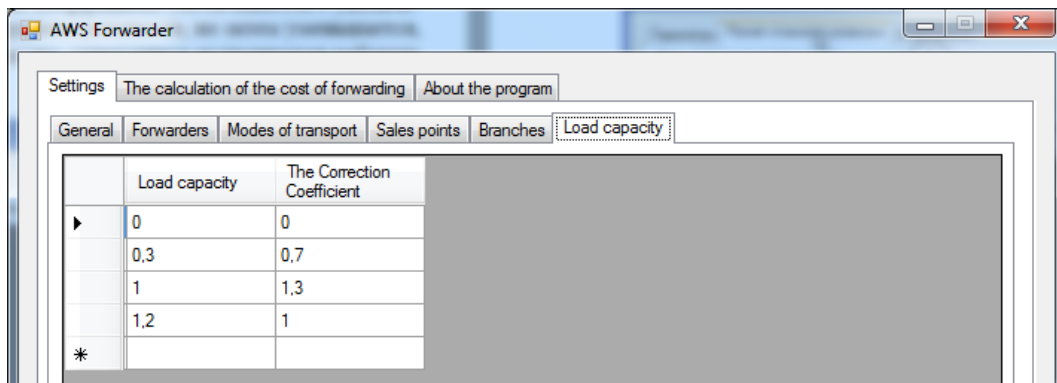 AWS Forwarder
Settings The calculation of the cost of forwarding About the program
General Forwarders Modes of transport Sales points Branches Load capacity
Load capacity The Correction
Coefficient
0 0
0,3 0,7
1 1,3
1,2 1